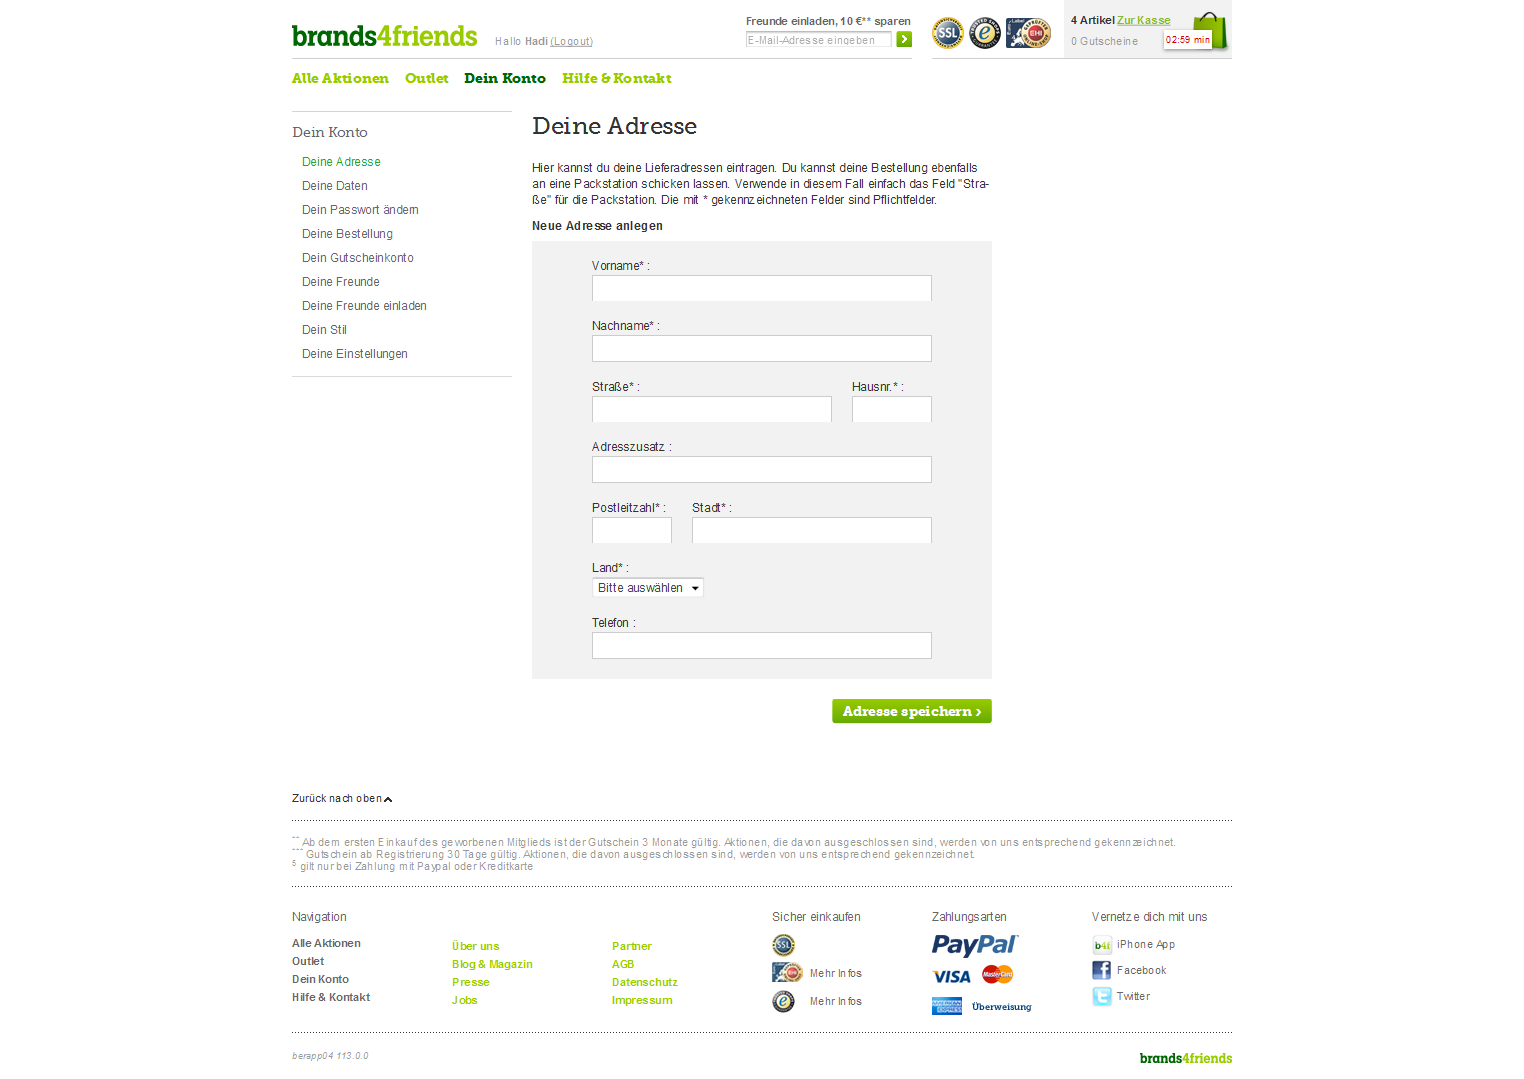 brands4friends
Hallo Hadi (Logout)
Freunde einladen, 10 €** sparen
E-Mail-Adresse eingeben
SSL
4 Artikel Zur Kasse
0 Gutscheine
02:59 min
Alle Aktionen Outlet Dein Konto Hilfe & Kontakt
Dein Konto
Deine Adresse
Deine Daten
Dein Passwort ändern
Deine Bestellung
Dein Gutscheinkonto
Deine Freunde
Deine Freunde einladen
Dein Stil
Deine Einstellungen
Deine Adresse
Hier kannst du deine Lieferadressen eintragen. Du kannst deine Bestellung ebenfalls
an eine Packstation schicken lassen. Verwende in diesem Fall einfach das Feld "Stra-
ße" für die Packstation. Die mit * gekennzeichneten Felder sind Pflichtfelder.
Neue Adresse anlegen
Vorname* :
Nachname* :
Straße* : Hausnr.* :
Adresszusatz :
Postleitzahl* : Stadt* :
Land* :
Bitte auswählen
Telefon :
Adresse speichern ›
Zurück nach oben
** Ab dem ersten Einkauf des geworbenen Mitglieds ist der Gutschein 3 Monate gültig. Aktionen, die davon ausgeschlossen sind, werden von uns entsprechend gekennzeichnet.
*** Gutschein ab Registrierung 30 Tage gültig. Aktionen, die davon ausgeschlossen sind, werden von uns entsprechend gekennzeichnet.
5 gilt nur bei Zahlung mit Paypal oder Kreditkarte
Navigation
Alle Aktionen
Outlet
Dein Konto
Hilfe & Kontakt
Über uns
Blog & Magazin
Presse
Jobs
Partner
AGB
Datenschutz
Impressum
Sicher einkaufen
SSL
EHI Mehr Infos
e Mehr Infos
Zahlungsarten
PayPal
VISA MasterCard
AMERICAN EXPRESS Überweisung
Vernetze dich mit uns
b4f iPhone App
Facebook
Twitter
berapp04 113.0.0
brands4friends